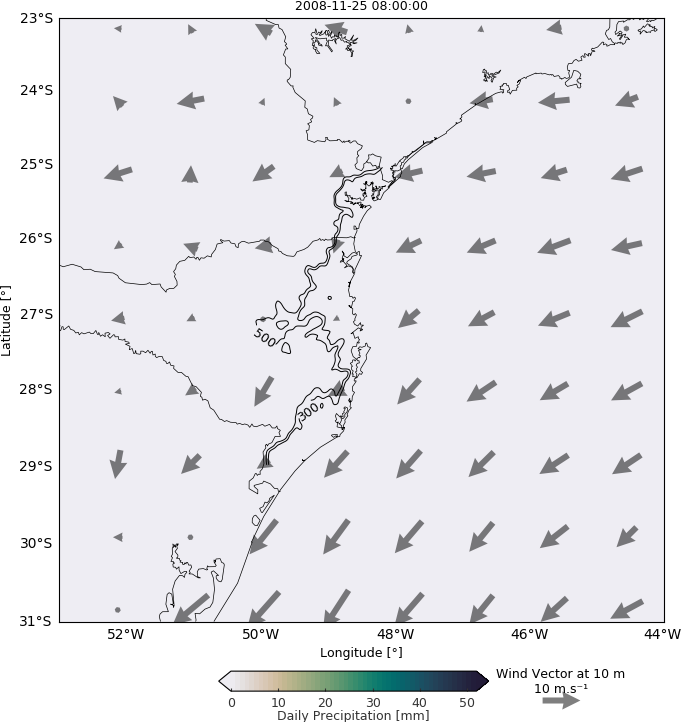 2008-11-25 08:00:00
23°S
24°S
25°S
26°S
27°S
28°S
29°S
30°S
31°S
Latitude [°]
500
300
52°W 50°W 48°W 46°W 44°W
Longitude [°]
0 10 20 30 40 50
Daily Precipitation [mm]
Wind Vector at 10 m
10 m.s⁻¹